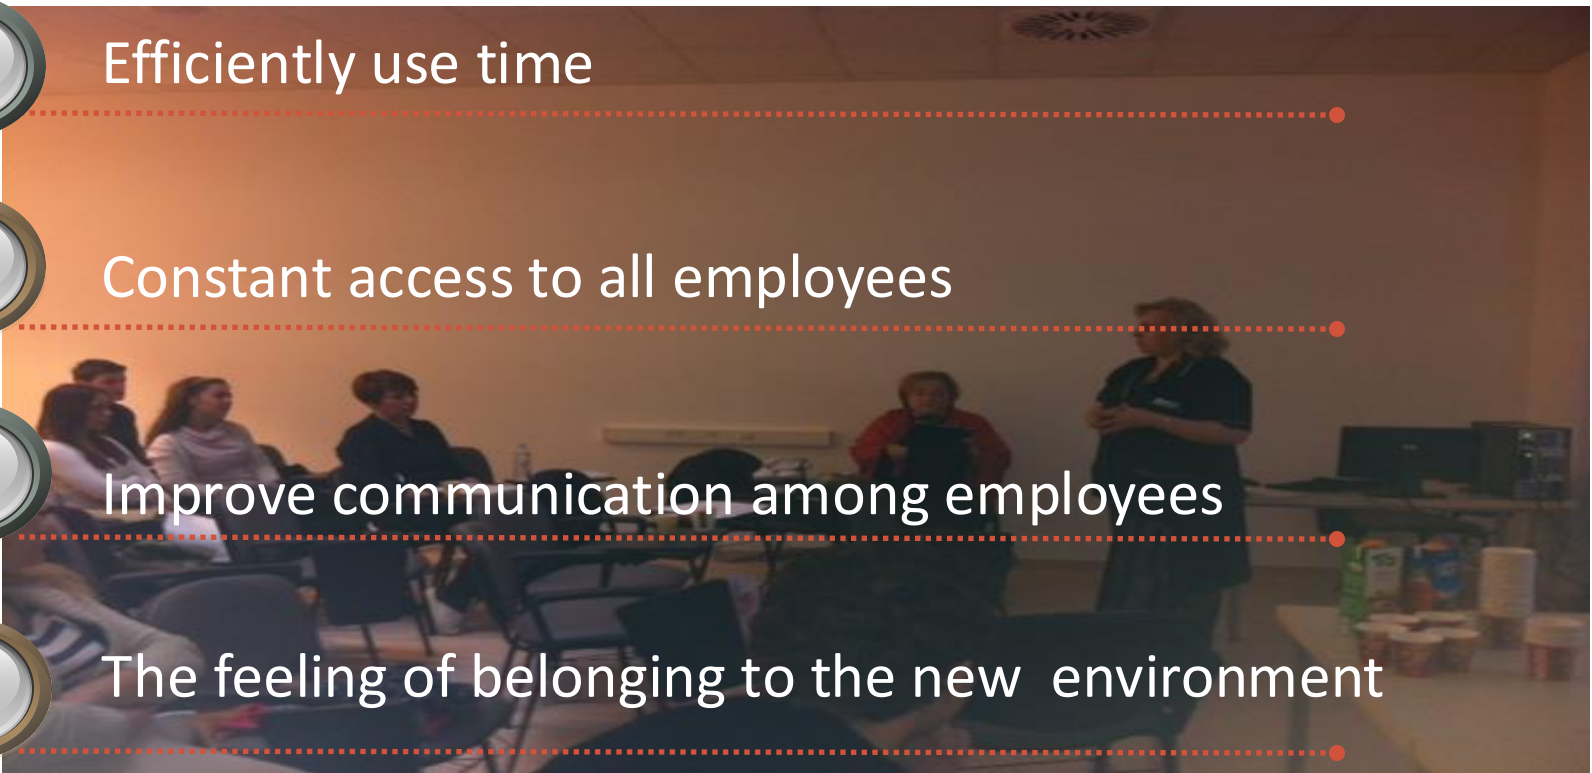 Efficiently use time
Constant access to all employees
Improve communication among employees
The feeling of belonging to the new  environment